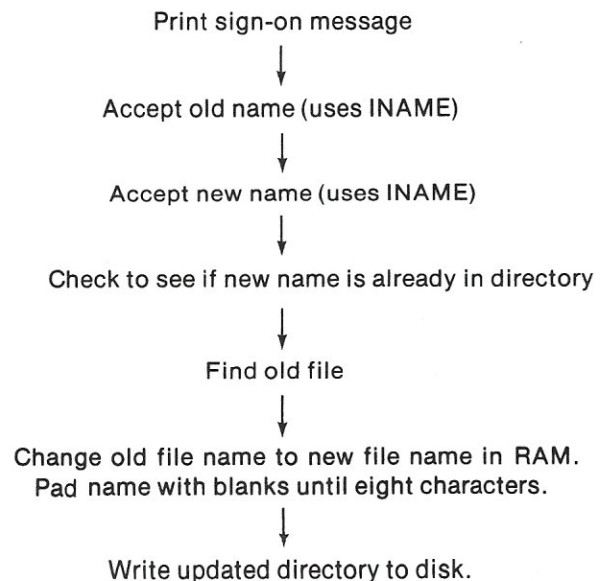 Print sign-on message
Accept old name (uses INAME)
Accept new name (uses INAME)
Check to see if new name is already in directory
Find old file
Change old file name to new file name in RAM.
Pad name with blanks until eight characters.
Write updated directory to disk.